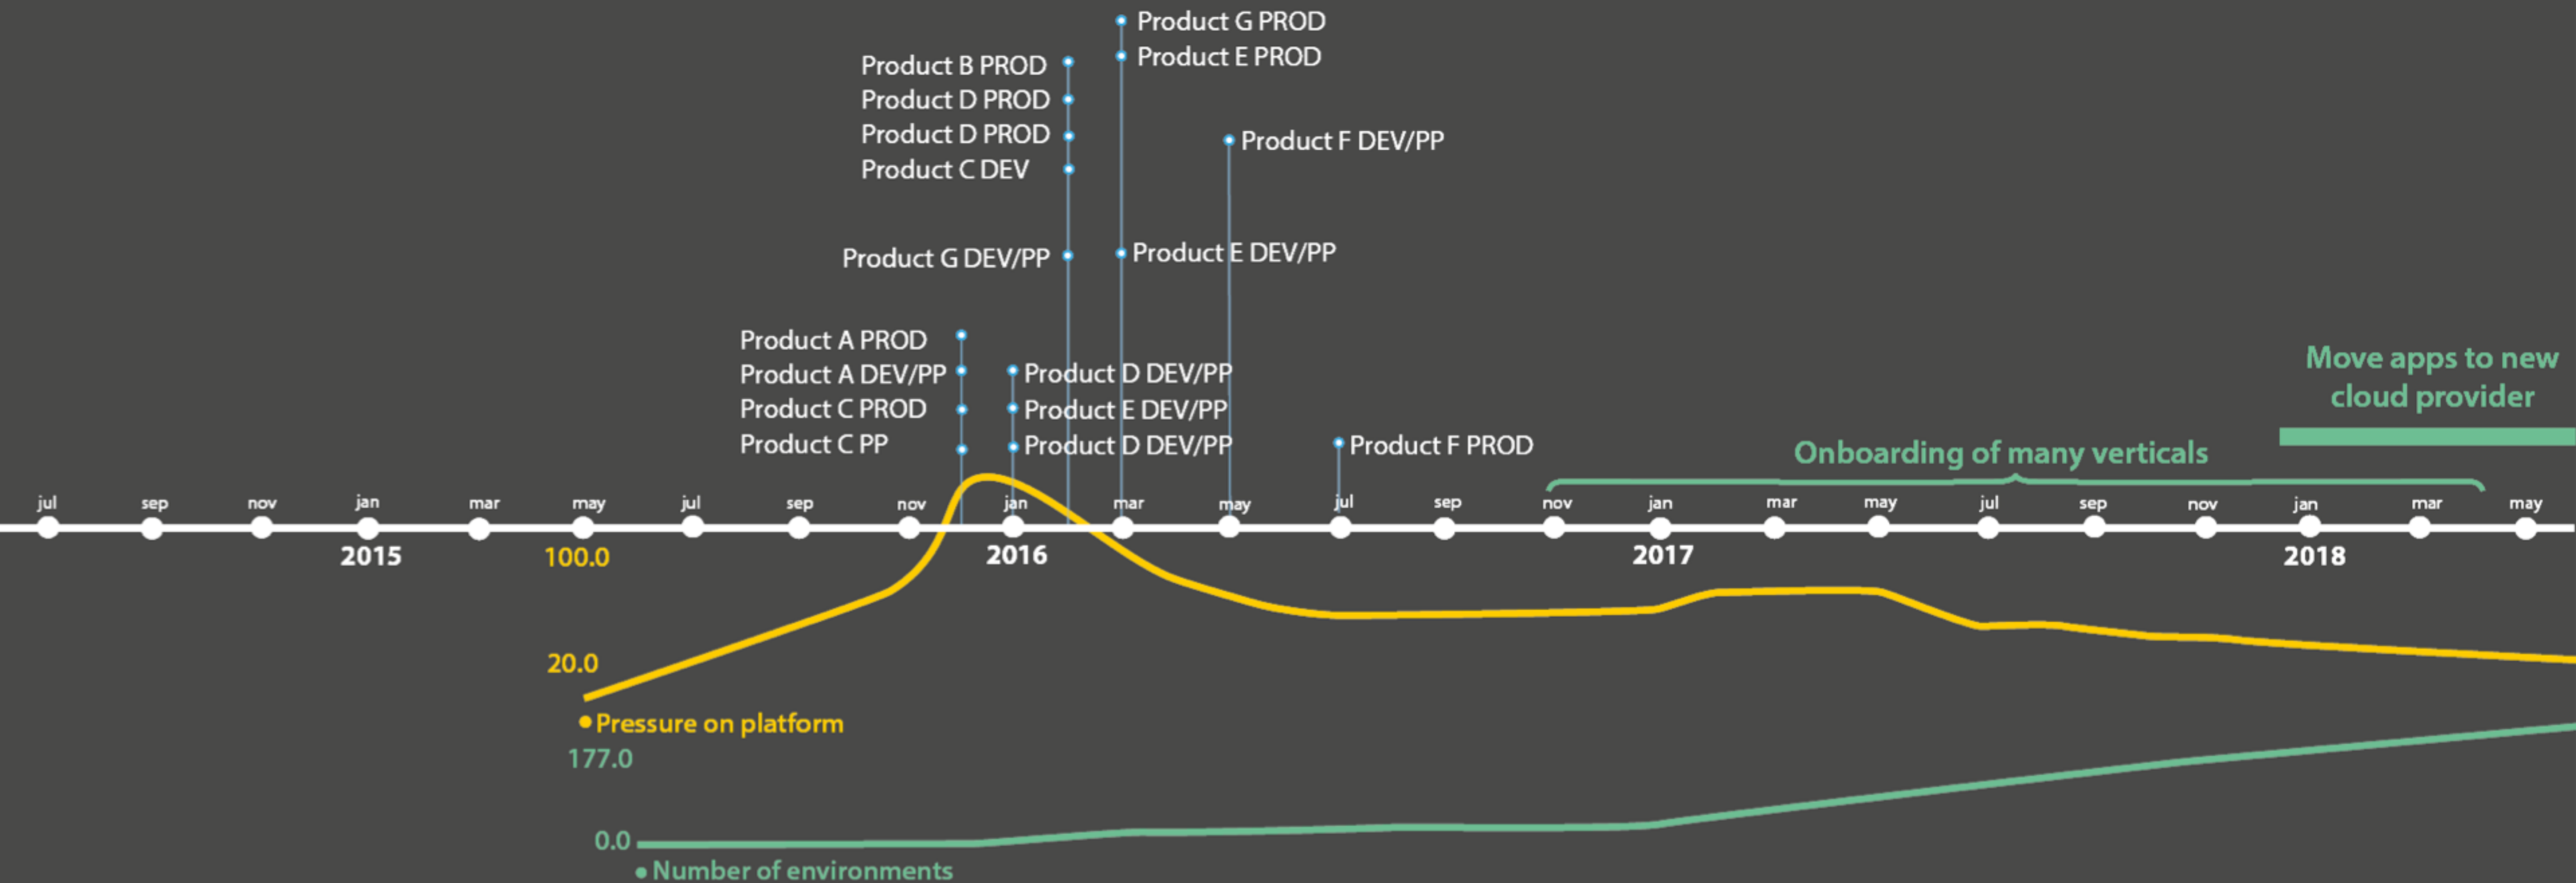 Product G PROD
Product E PROD
Product B PROD
Product D PROD
Product D PROD
Product C DEV
Product F DEV/PP
Product G DEV/PP
Product E DEV/PP
Product A PROD
Product A DEV/PP
Product C PROD
Product C PP
Product D DEV/PP
Product E DEV/PP
Product D DEV/PP
Product F PROD
Onboarding of many verticals
Move apps to new
cloud provider
jul sep nov jan mar may jul sep nov jan mar may jul sep nov jan mar may jul sep nov jan mar may
2015 2016 2017 2018
100.0
20.0
Pressure on platform
177.0
0.0
Number of environments